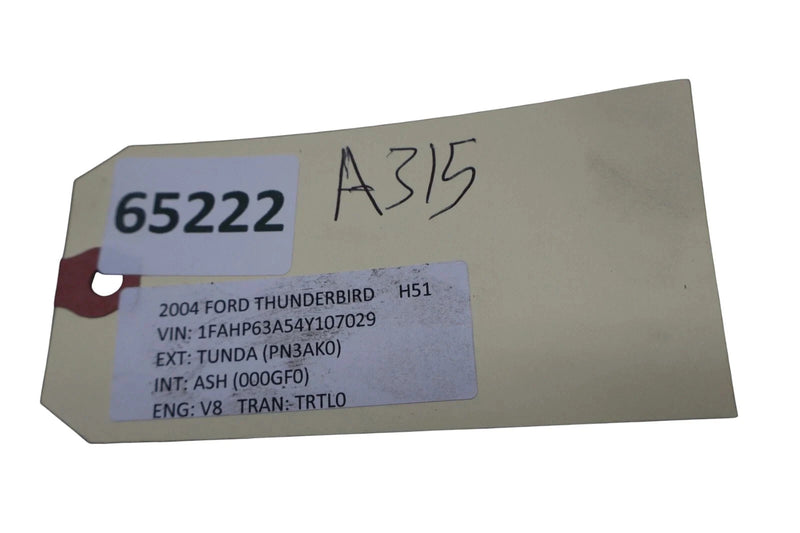 65222
A315
2004 FORD THUNDERBIRD H51
VIN: 1FAHP63A54Y107029
EXT: TUNDA (PN3AK0)
INT: ASH (000GF0)
ENG: V8 TRAN: TRTL0